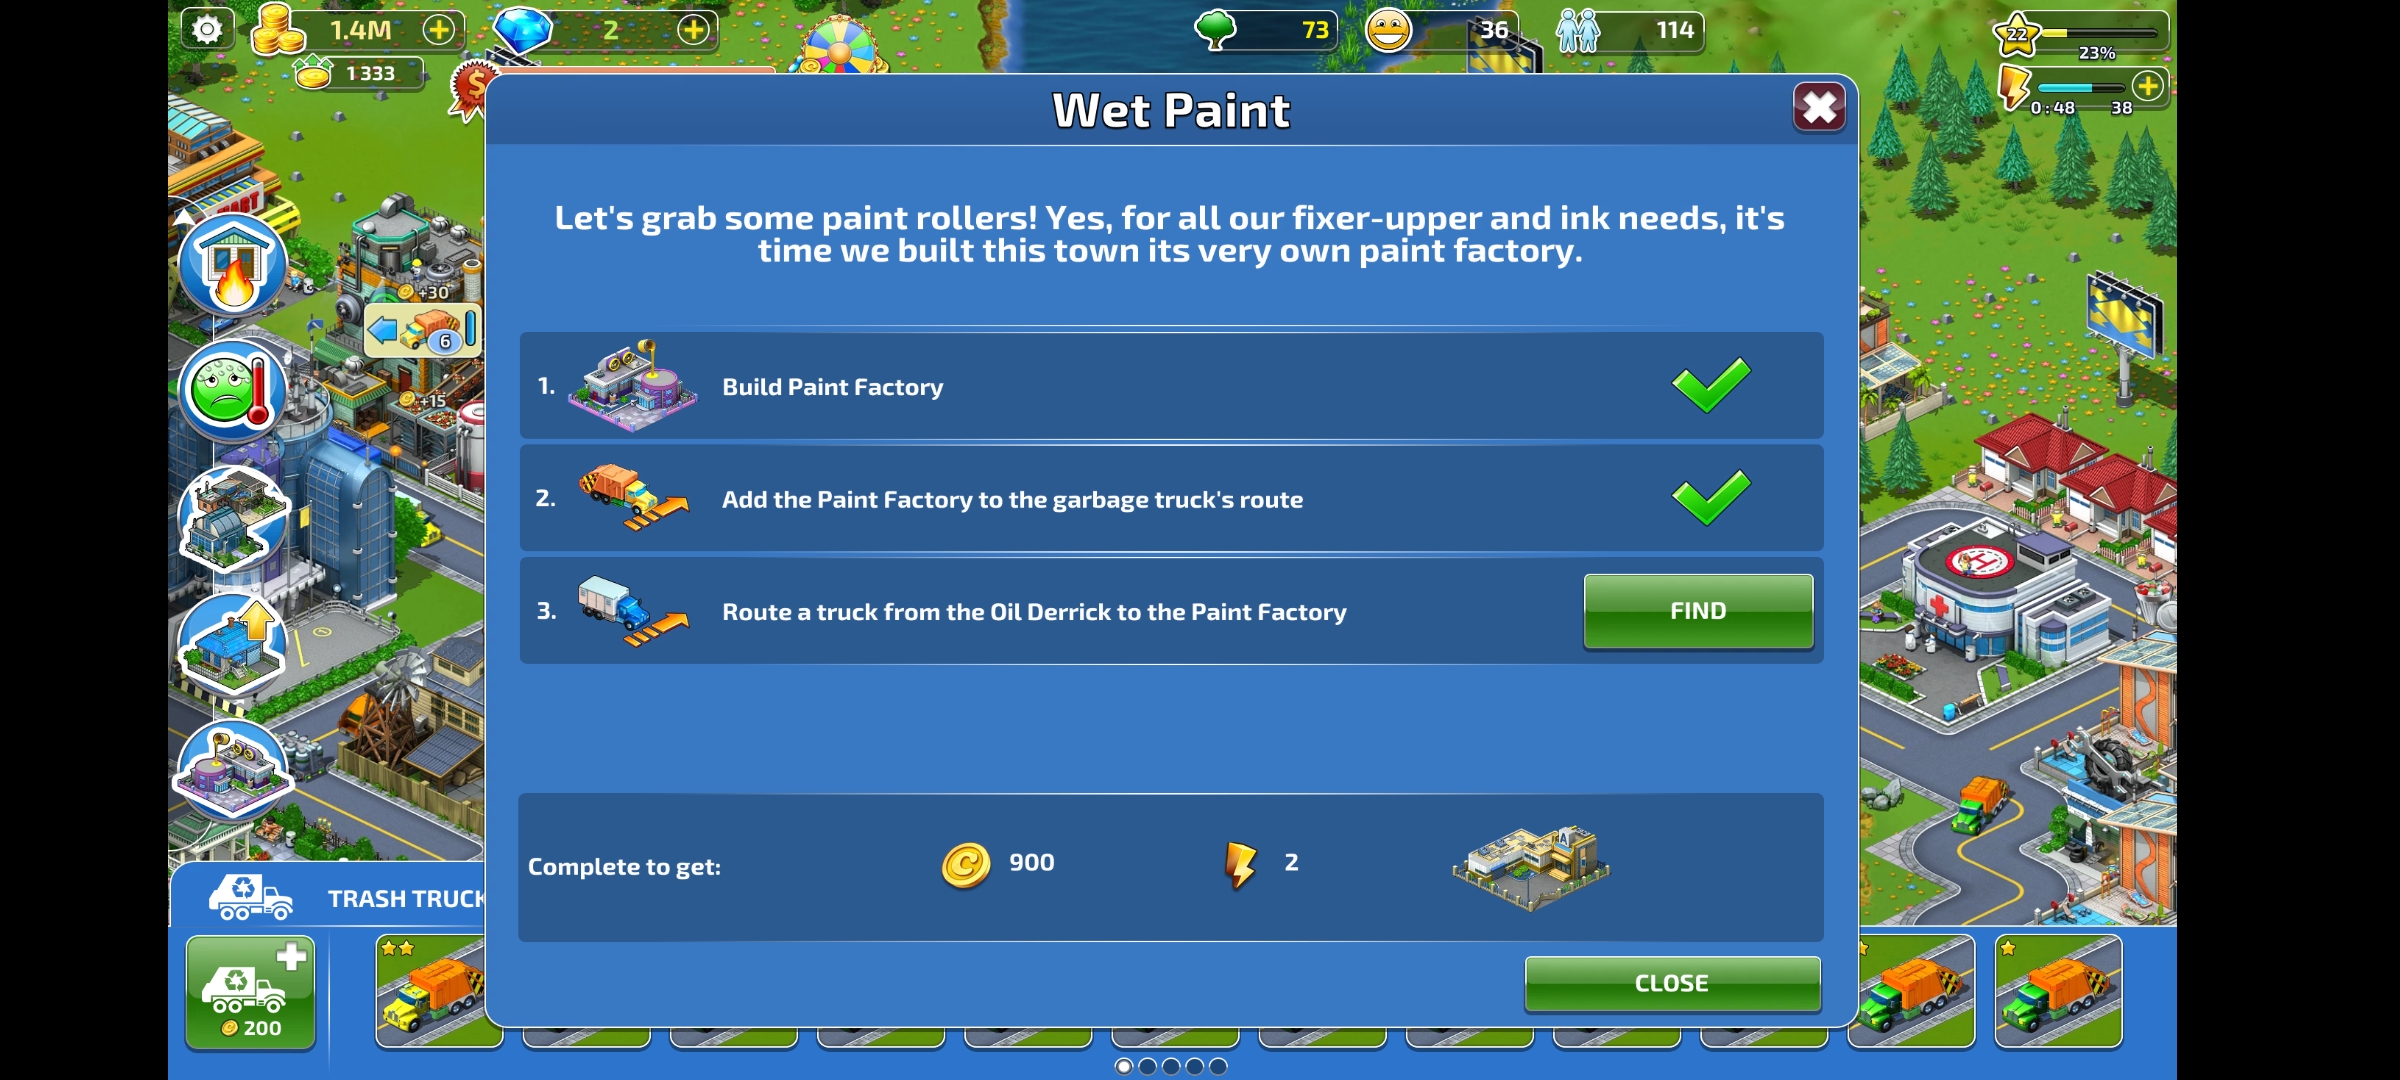 1.4M
2
73
36
114
22
23%
1 333
0:48
38
$
Wet Paint
Let's grab some paint rollers! Yes, for all our fixer-upper and ink needs, it's
time we built this town its very own paint factory.
+30
6
+15
1.
Build Paint Factory
2.
Add the Paint Factory to the garbage truck's route
3.
Route a truck from the Oil Derrick to the Paint Factory
FIND
H
Complete to get:
900
2
A
TRASH TRUCK
200
CLOSE